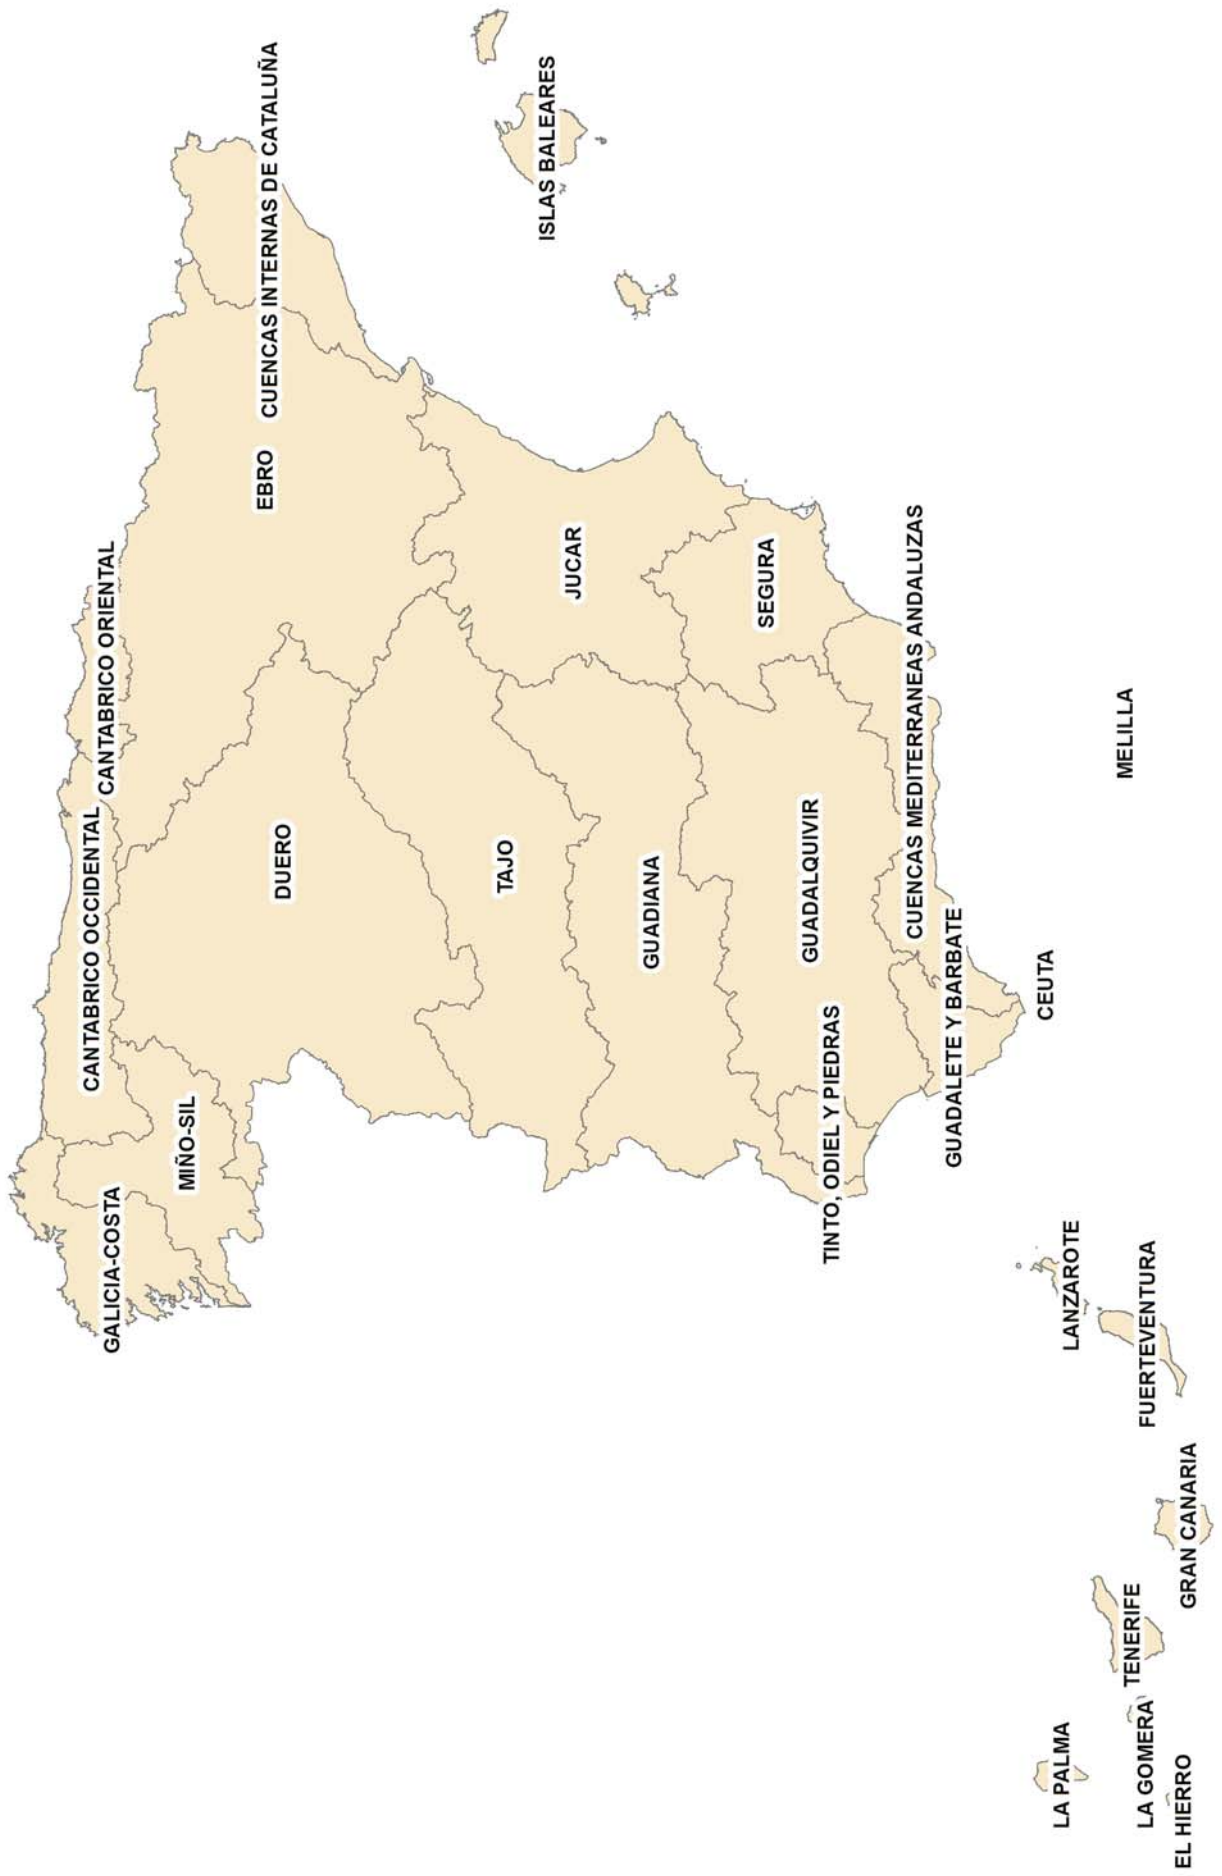 GALICIA-COSTA
MIÑO-SIL
CANTABRICO OCCIDENTAL
CANTABRICO ORIENTAL
CUENCAS INTERNAS DE CATALUÑA
EBRO
DUERO
ISLAS BALEARES
TAJO
JUCAR
GUADIANA
SEGURA
GUADALQUIVIR
TINTO, ODIEL Y PIEDRAS
CUENCAS MEDITERRANEAS ANDALUZAS
GUADALETE Y BARBATE
CEUTA
MELILLA
LANZAROTE
FUERTEVENTURA
LA PALMA
TENERIFE
GRAN CANARIA
LA GOMERA
EL HIERRO